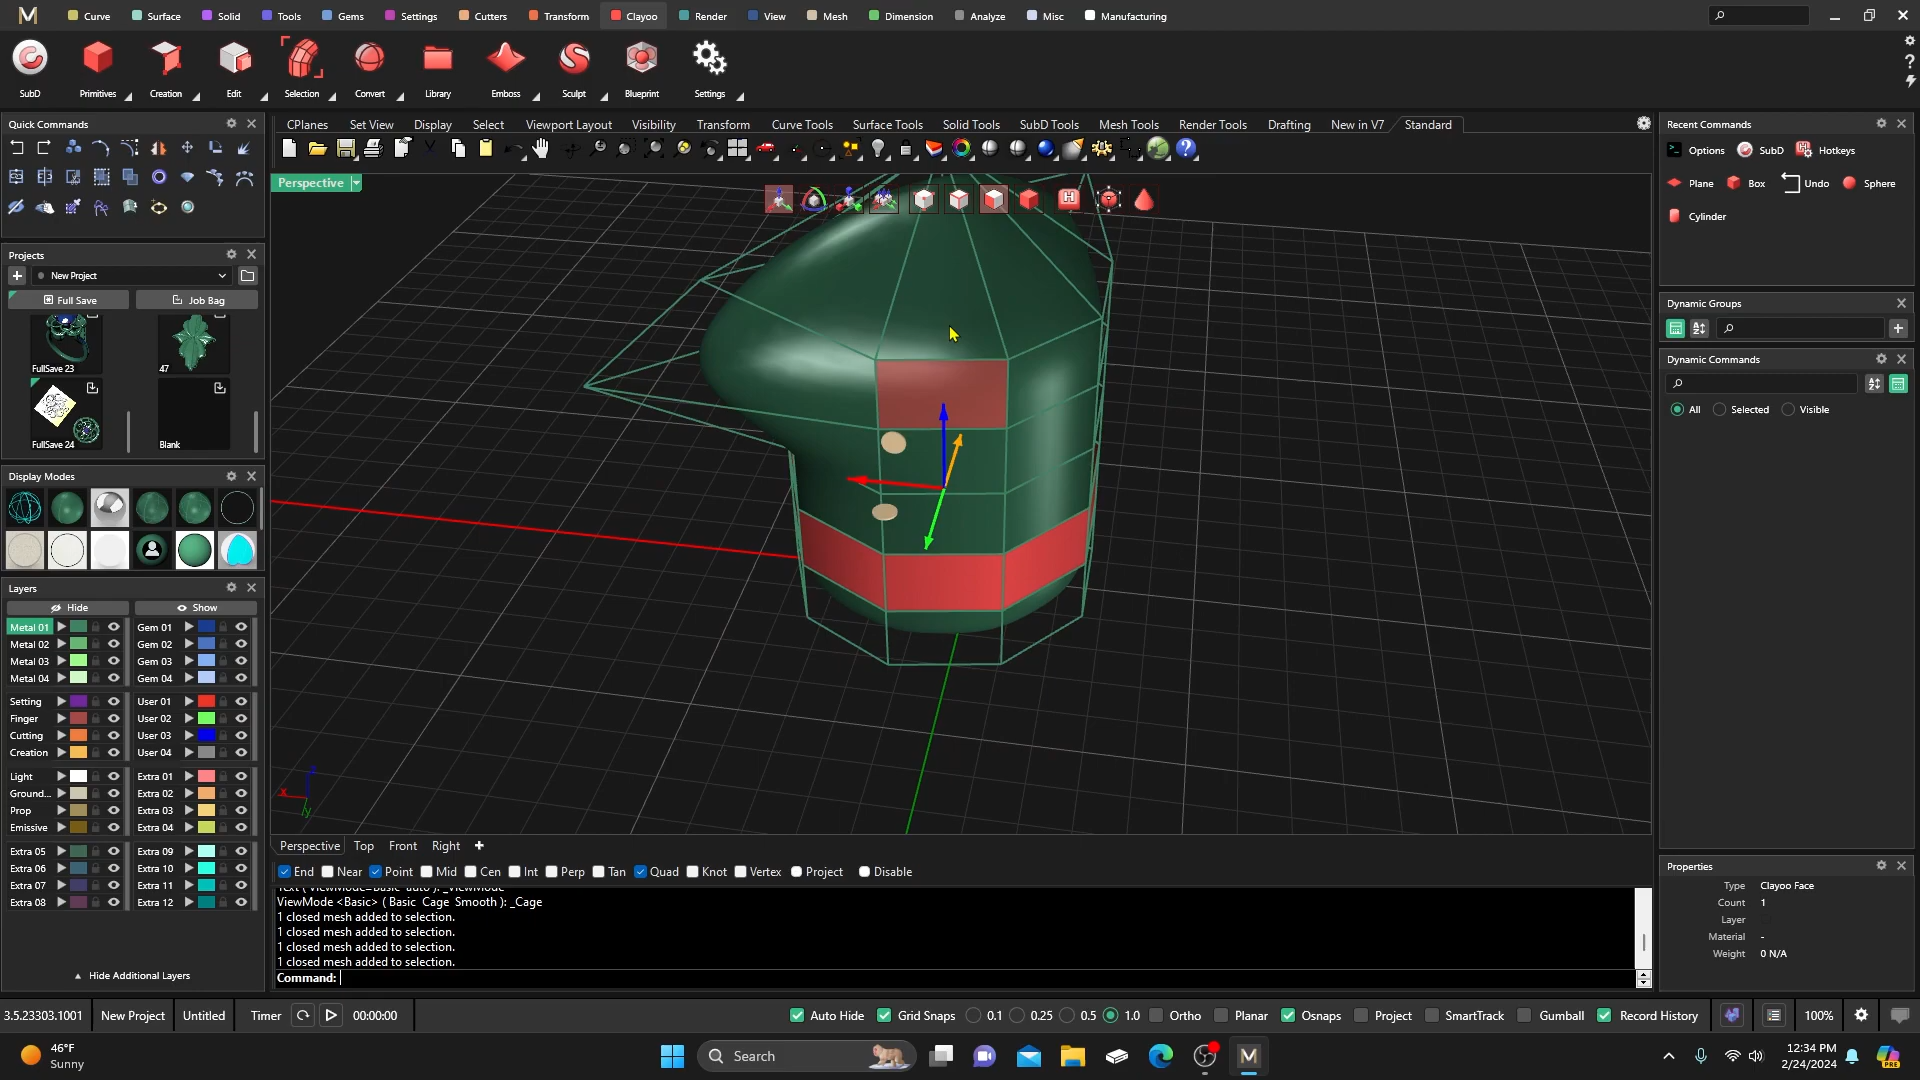 Curve Surface Solid Tools Gems Settings Cutters Transform Clayoo Render View Mesh Dimension Analyze Misc Manufacturing
SubD Primitives Creation Edit Selection Convert Library Emboss Sculpt Blueprint Settings
Quick Commands
CPlanes Set View Display Select Viewport Layout Visibility Transform Curve Tools Surface Tools Solid Tools SubD Tools Mesh Tools Render Tools Drafting New in V7 Standard
Perspective
Projects
New Project
Full Save Job Bag
FullSave 23 47
FullSave 24 Blank
Display Modes
Layers
Hide Show
Metal 01 Gem 01
Metal 02 Gem 02
Metal 03 Gem 03
Metal 04 Gem 04
Setting User 01
Finger User 02
Cutting User 03
Creation User 04
Light Extra 01
Ground... Extra 02
Prop Extra 03
Emissive Extra 04
Extra 05 Extra 09
Extra 06 Extra 10
Extra 07 Extra 11
Extra 08 Extra 12
Hide Additional Layers
x
y
z
Perspective Top Front Right
End Near Point Mid Cen Int Perp Tan Quad Knot Vertex Project Disable
ViewMode <Basic> ( Basic Cage Smooth ): _Cage
1 closed mesh added to selection.
1 closed mesh added to selection.
1 closed mesh added to selection.
1 closed mesh added to selection.
Command:
Recent Commands
Options SubD Hotkeys
Plane Box Undo Sphere
Cylinder
Dynamic Groups
Dynamic Commands
All Selected Visible
Properties
Type Clayoo Face
Count 1
Layer
Material -
Weight 0 N/A
3.5.23303.1001 New Project Untitled Timer 00:00:00 Auto Hide Grid Snaps 0.1 0.25 0.5 1.0 Ortho Planar Osnaps Project SmartTrack Gumball Record History 100%
46°F
Sunny
Search
12:34 PM
2/24/2024